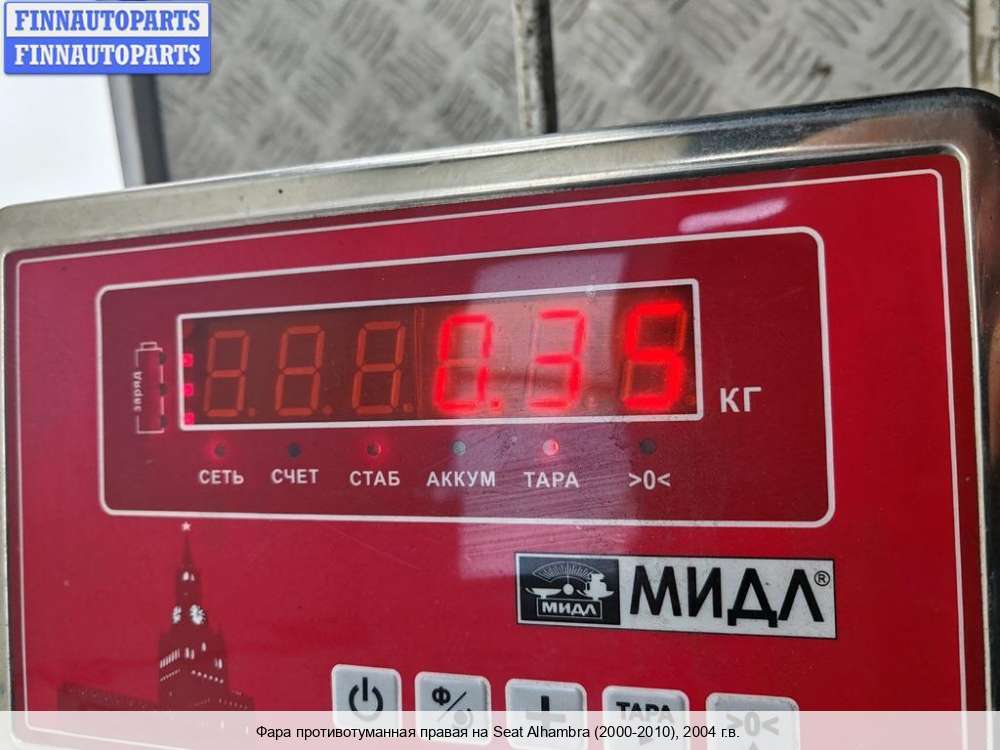 FINNAUTOPARTS
FINNAUTOPARTS
0.35
КГ
заряд
СЕТЬ СЧЕТ СТАБ АККУМ ТАРА >0<
МИДЛ
МИДЛ®
Ф/
+
ТАРА
>0<
Фара противотуманная правая на Seat Alhambra (2000-2010), 2004 г.в.